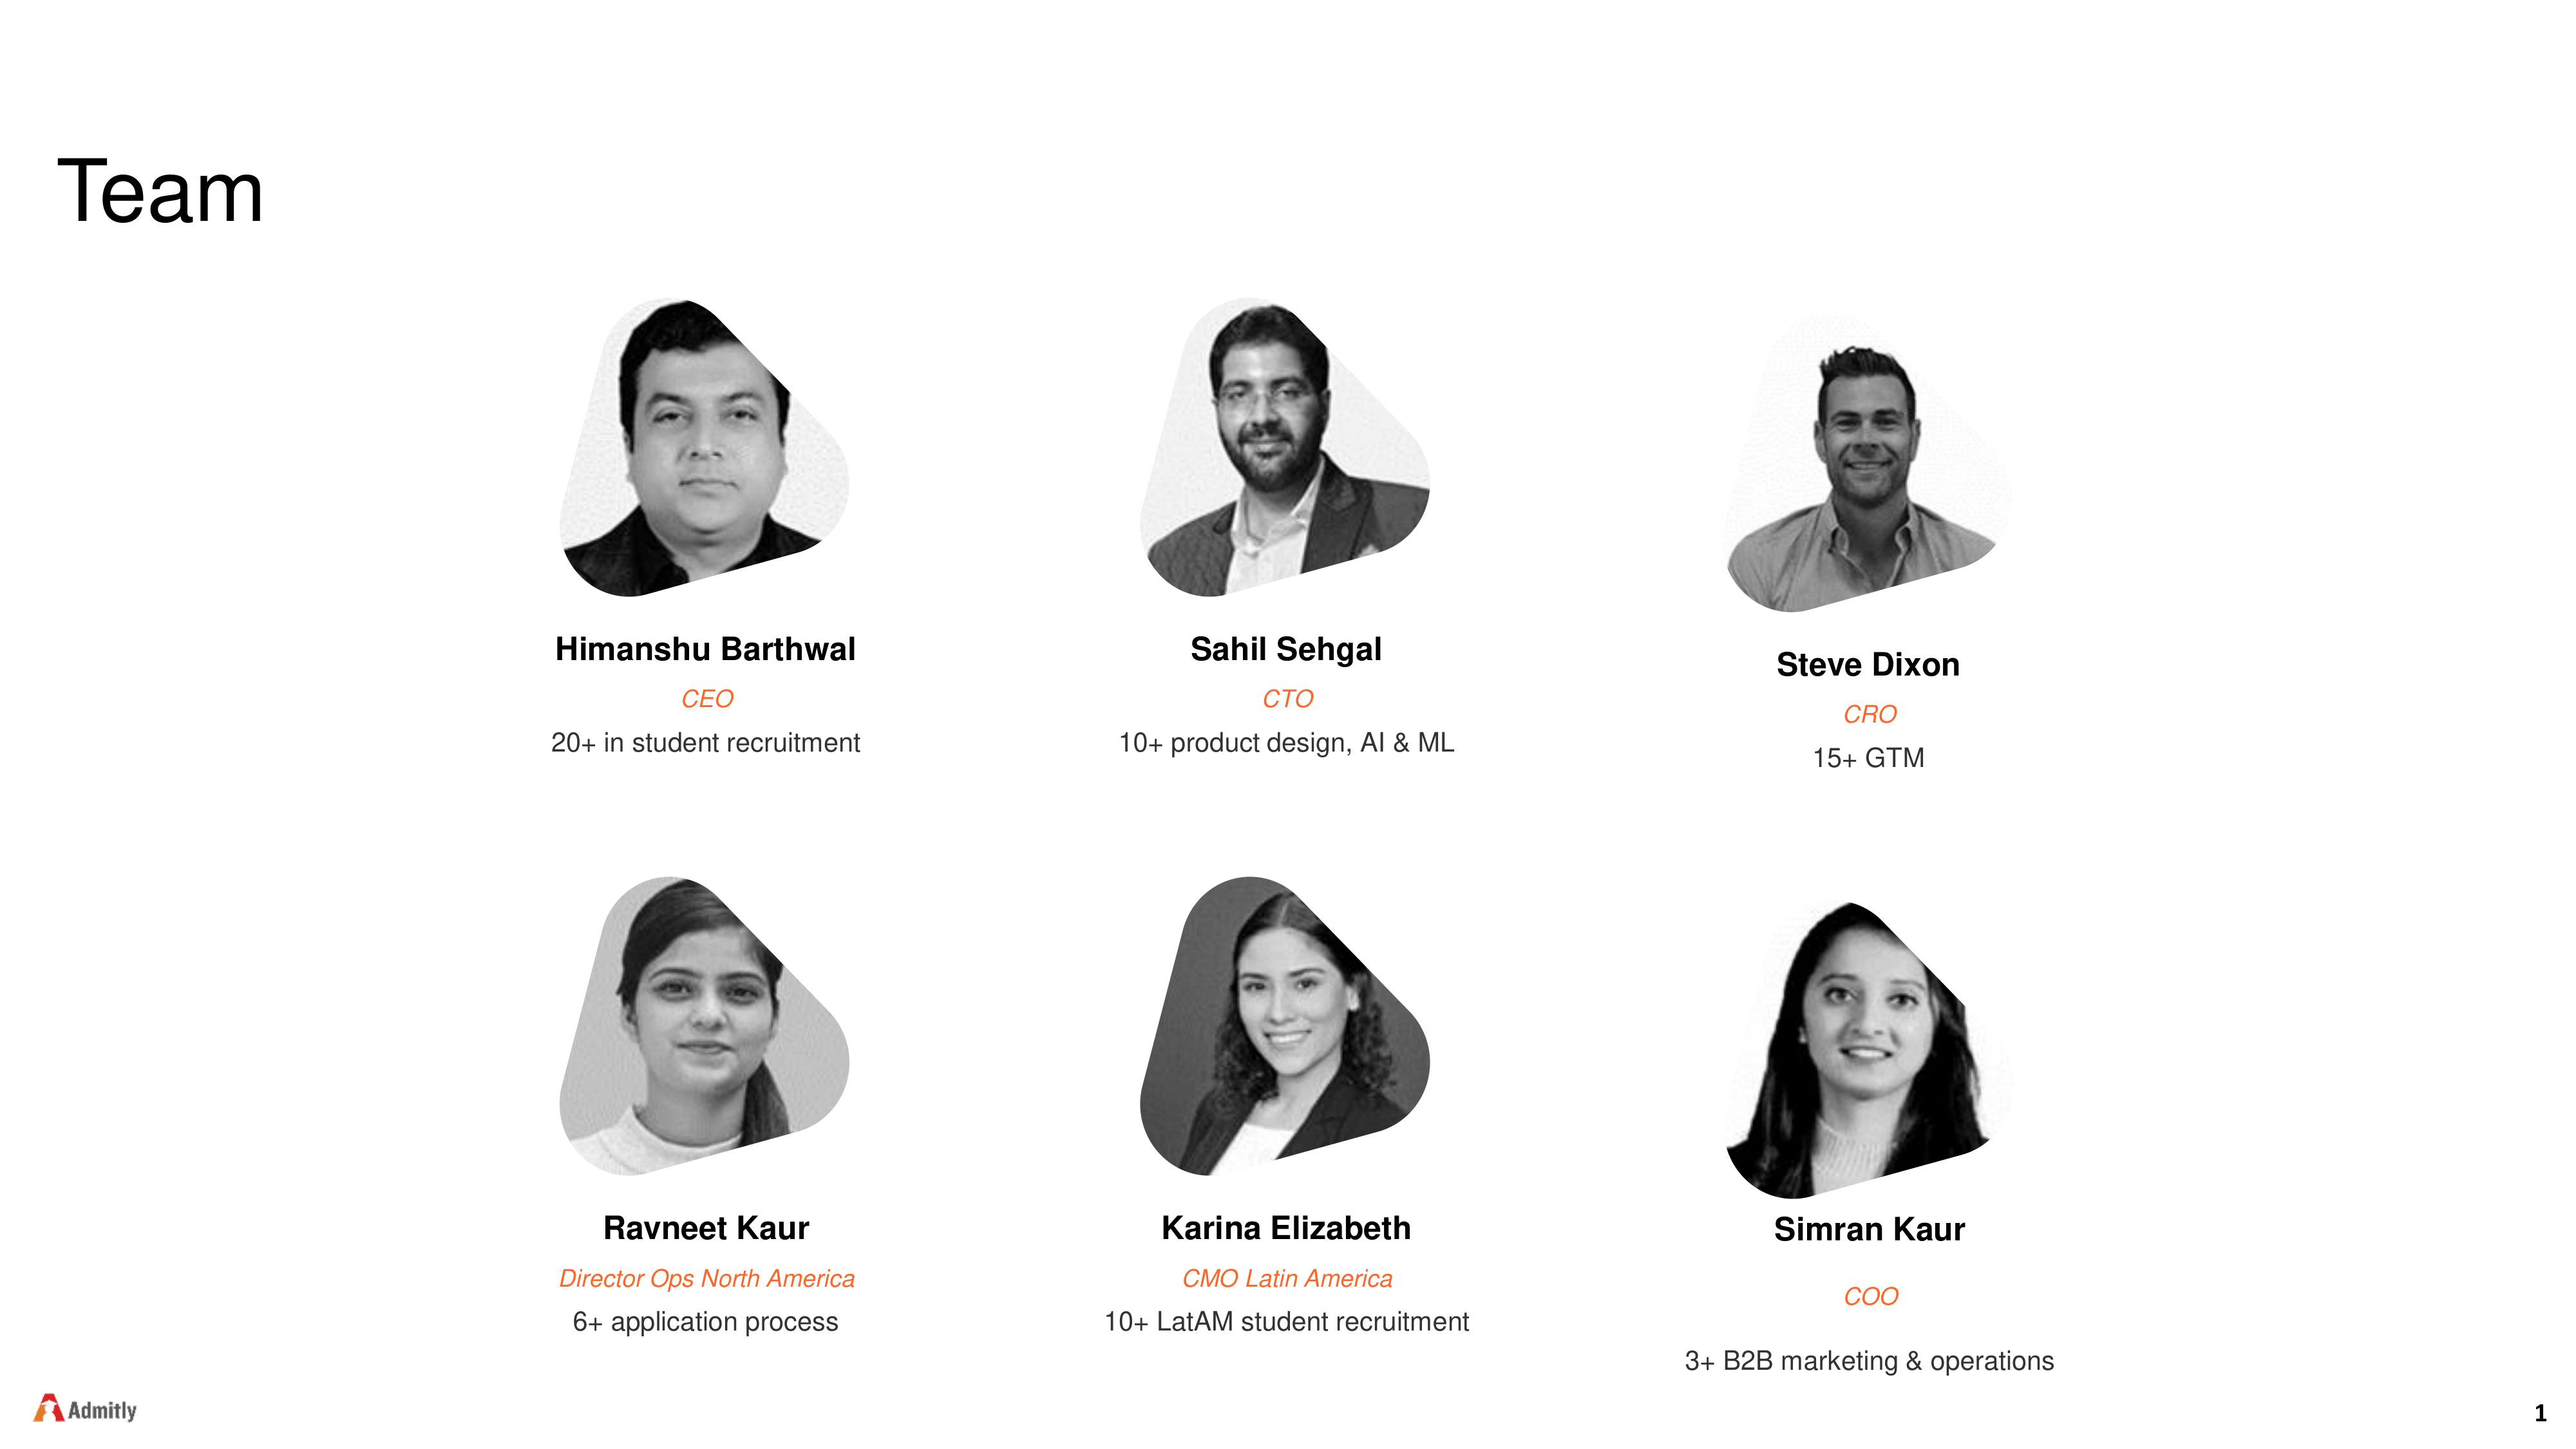 Team
Himanshu Barthwal
CEO
20+ in student recruitment
Sahil Sehgal
CTO
10+ product design, AI & ML
Steve Dixon
CRO
15+ GTM
Ravneet Kaur
Director Ops North America
6+ application process
Karina Elizabeth
CMO Latin America
10+ LatAM student recruitment
Simran Kaur
COO
3+ B2B marketing & operations
Admitly
1